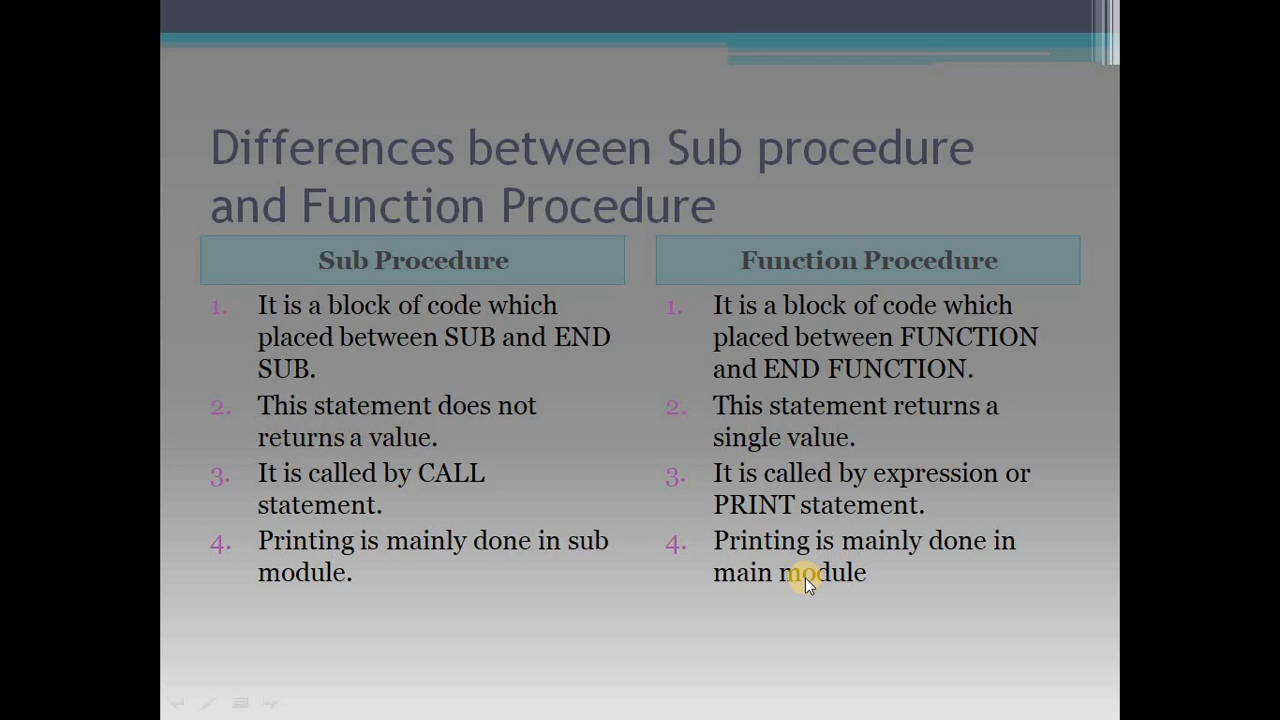 Differences between Sub procedure
and Function Procedure
Sub Procedure
1. It is a block of code which
placed between SUB and END
SUB.
2. This statement does not
returns a value.
3. It is called by CALL
statement.
4. Printing is mainly done in sub
module.
Function Procedure
1. It is a block of code which
placed between FUNCTION
and END FUNCTION.
2. This statement returns a
single value.
3. It is called by expression or
PRINT statement.
4. Printing is mainly done in
main module